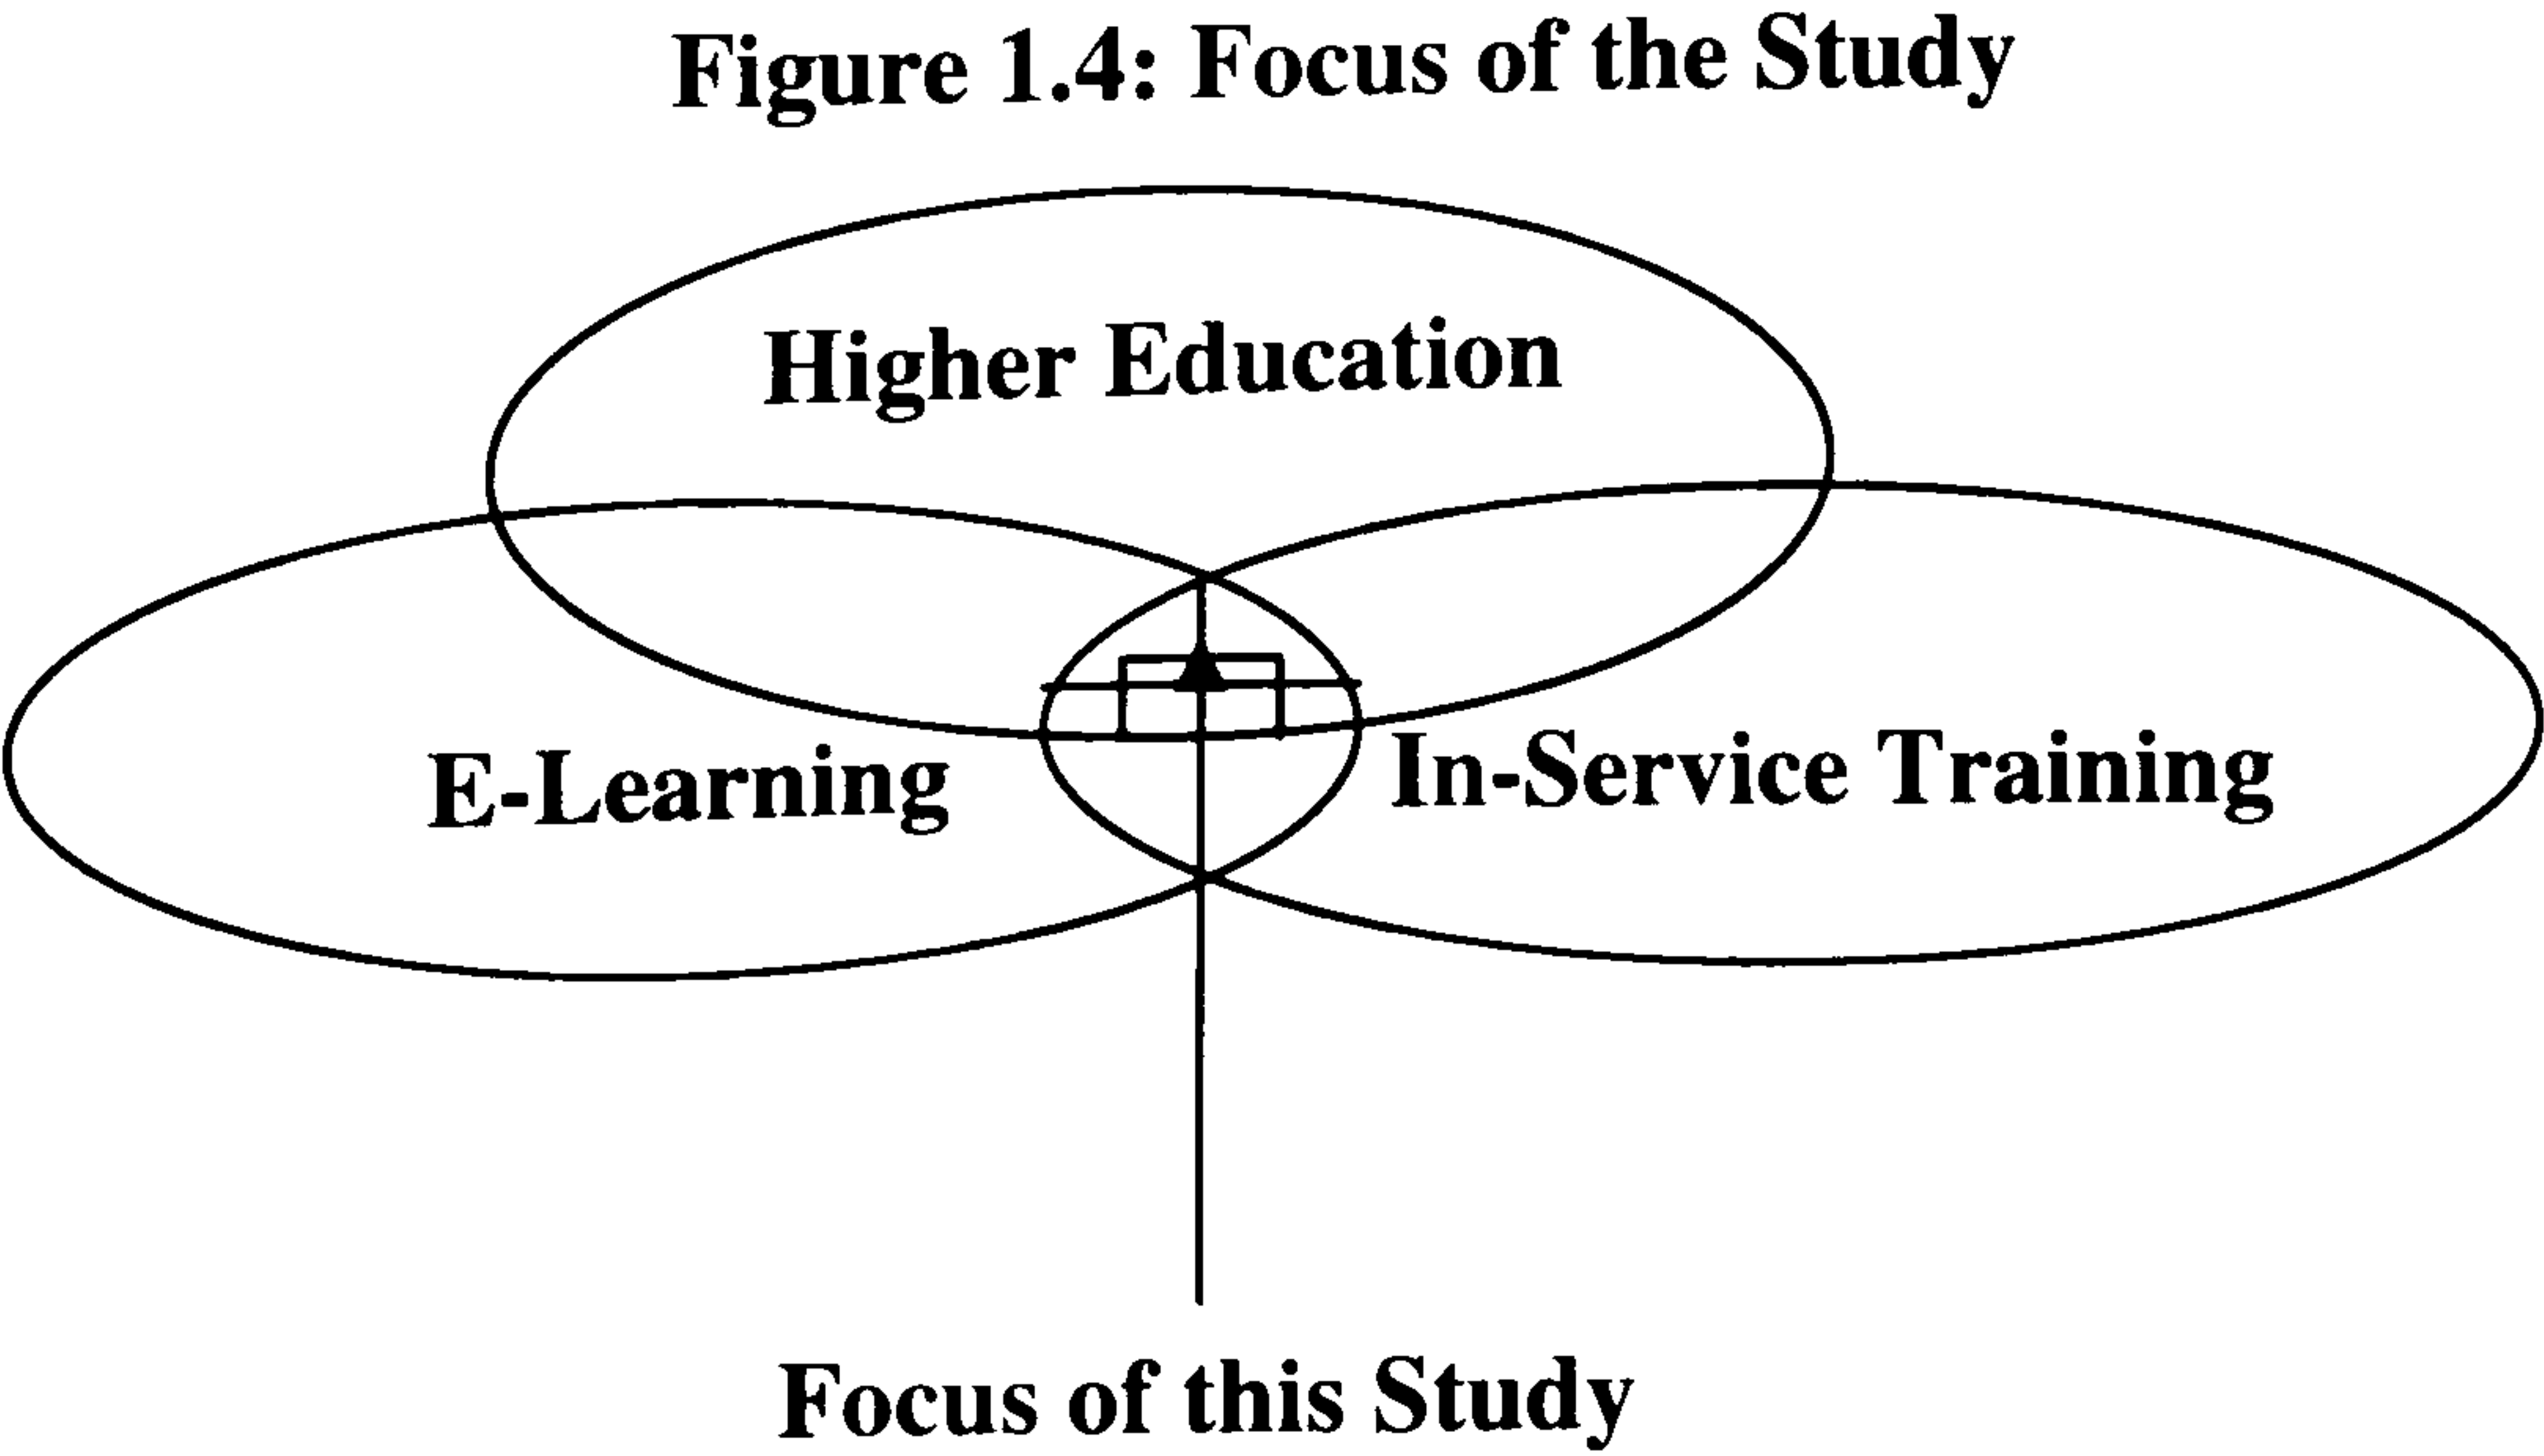 Figure 1.4: Focus of the Study
Higher Education
E-Learning
In-Service Training
Focus of this Study